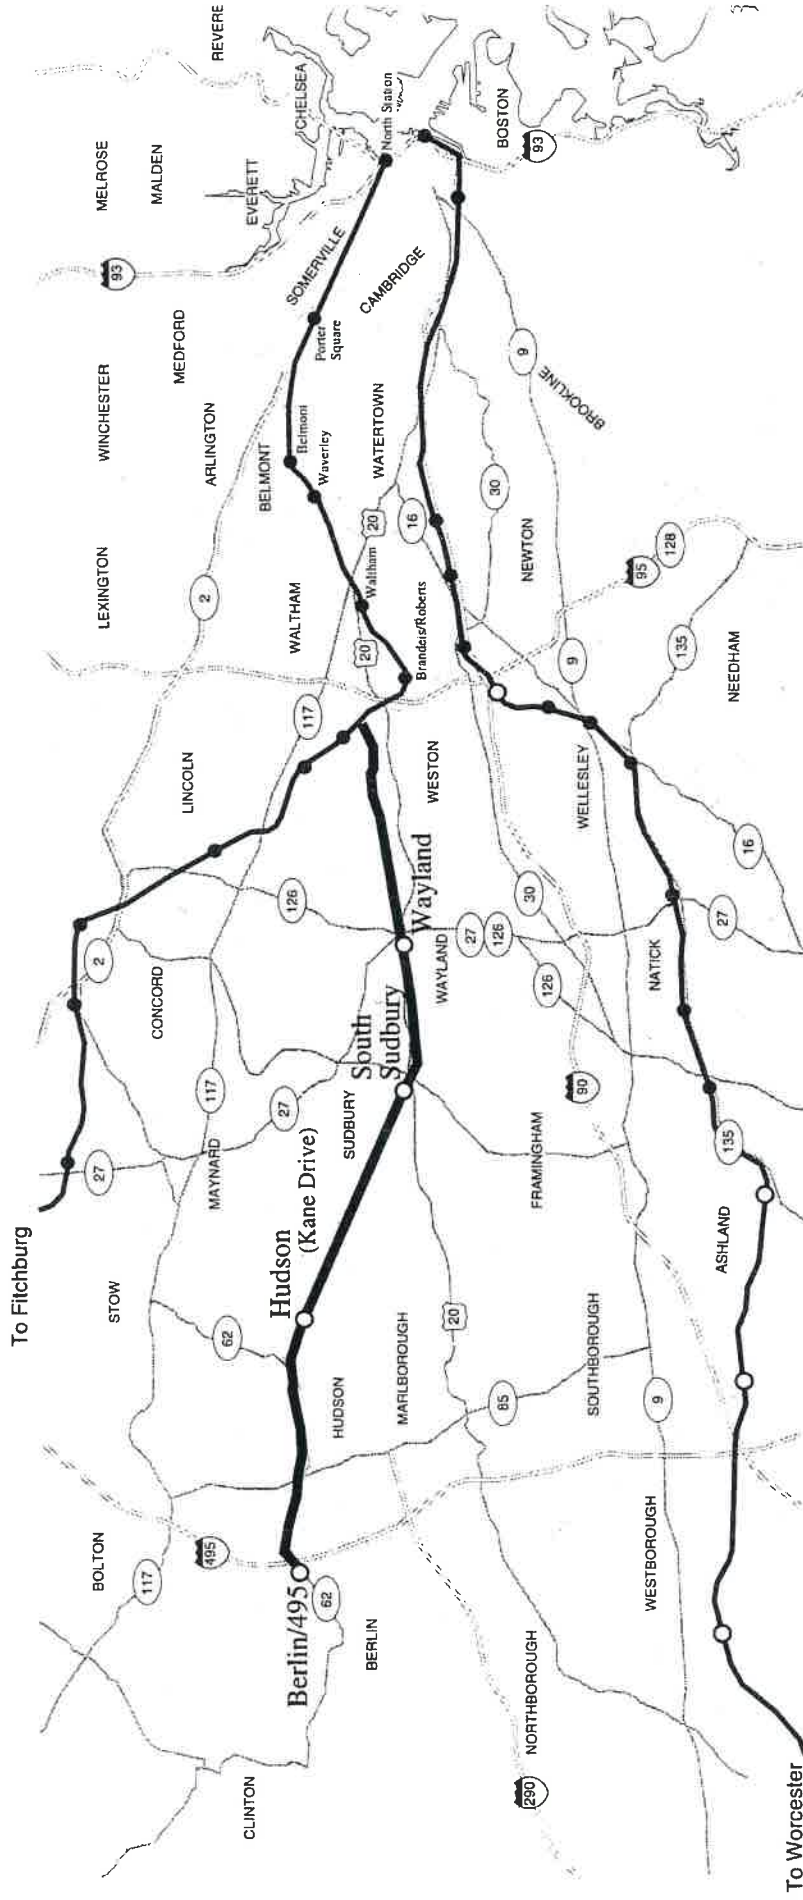 To Fitchburg
To Worcester
REVERE
CHELSEA
North Station
BOSTON
93
MELROSE
MALDEN
EVERETT
93
SOMERVILLE
CAMBRIDGE
WINCHESTER
MEDFORD
Porter
Square
9
BROOKLINE
ARLINGTON
BELMONT
Belmont
Waverley
WATERTOWN
30
LEXINGTON
2
WALTHAM
Waltham
20
16
NEWTON
95
128
20
Brandeis/Roberts
9
135
NEEDHAM
117
LINCOLN
WESTON
WELLESLEY
16
126
Wayland
30
2
CONCORD
WAYLAND
27
126
126
NATICK
27
117
27
South
Sudbury
SUDBURY
90
27
MAYNARD
FRAMINGHAM
135
Hudson
(Kane Drive)
ASHLAND
STOW
62
20
HUDSON
MARLBOROUGH
85
SOUTHBOROUGH
9
BOLTON
117
495
Berlin/495
62
BERLIN
WESTBOROUGH
NORTHBOROUGH
290
CLINTON